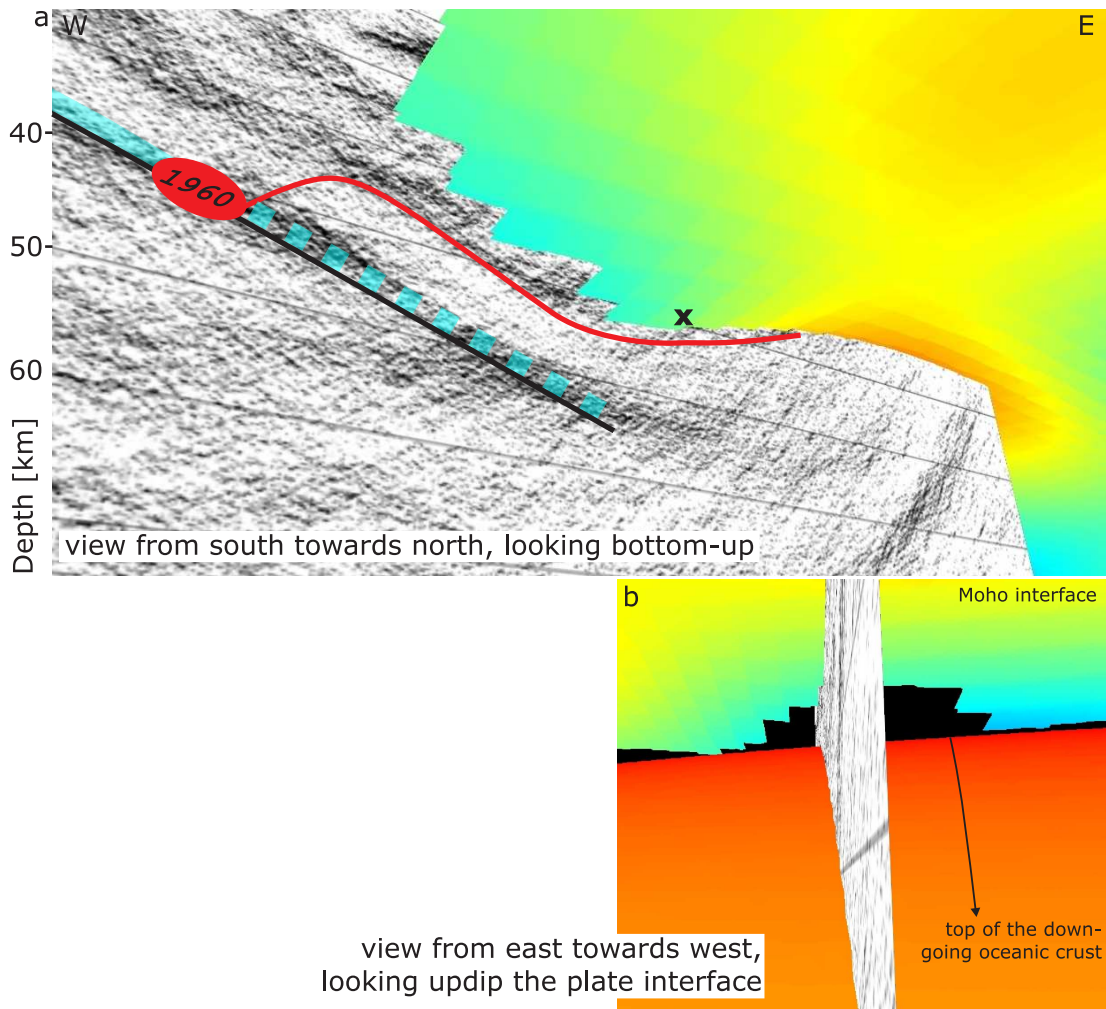 a
W
E
40
1960
50
x
60
Depth [km]
view from south towards north, looking bottom-up
b
Moho interface
top of the down-
going oceanic crust
view from east towards west,
looking updip the plate interface